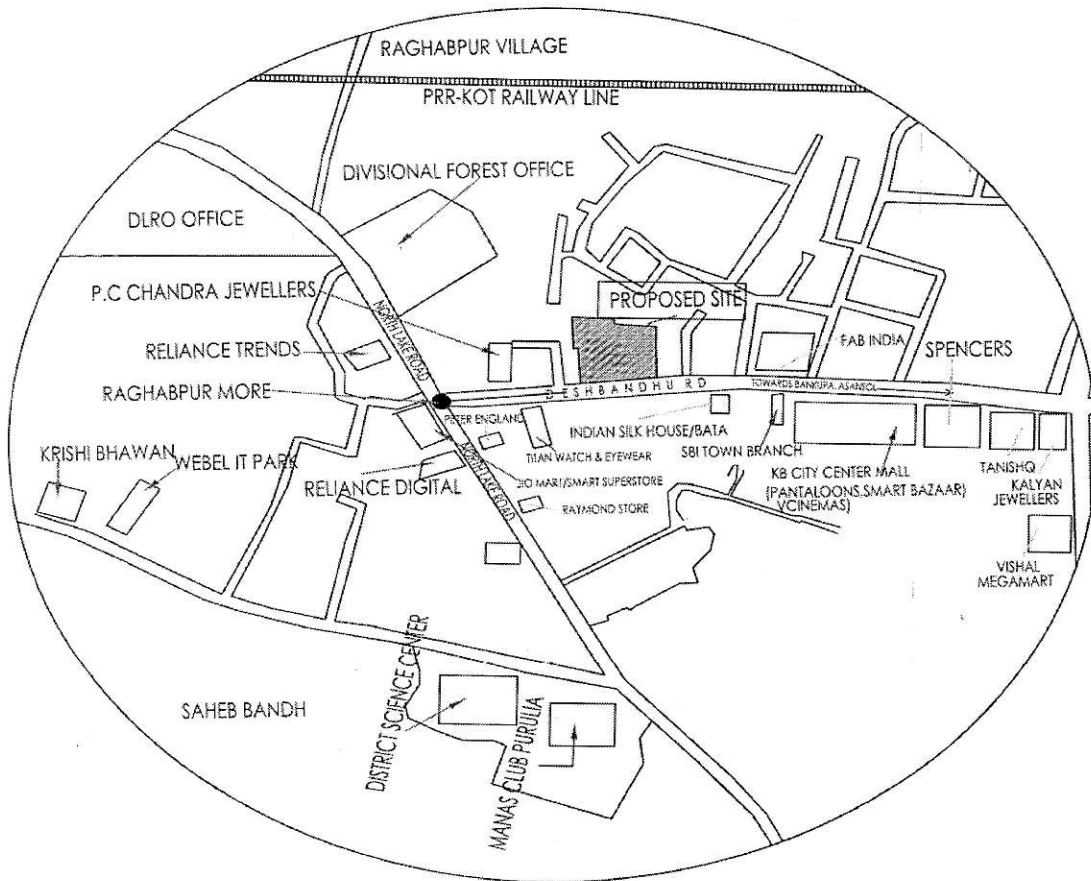 RAGHABPUR VILLAGE
PRR-KOT RAILWAY LINE
DIVISIONAL FOREST OFFICE
DLRO OFFICE
P.C CHANDRA JEWELLERS
NORTH LAKE ROAD
PROPOSED SITE
RELIANCE TRENDS
FAB INDIA
SPENCERS
RAGHABPUR MORE
DESHBANDHU RD
TOWARDS BANKURA, ASANSOL
PETER ENGLAND
INDIAN SILK HOUSE/BATA
SBI TOWN BRANCH
KRISHI BHAWAN
WEBEL IT PARK
TITAN WATCH & EYEWEAR
KB CITY CENTER MALL
(PANTALOONS,SMART BAZAAR)
VCINEMAS)
TANISHQ
KALYAN
JEWELLERS
RELIANCE DIGITAL
JIO MART/SMART SUPERSTORE
NORTH LAKE ROAD
RAYMOND STORE
VISHAL
MEGAMART
SAHEB BANDH
DISTRICT SCIENCE CENTER
MANAS CLUB PURULIA